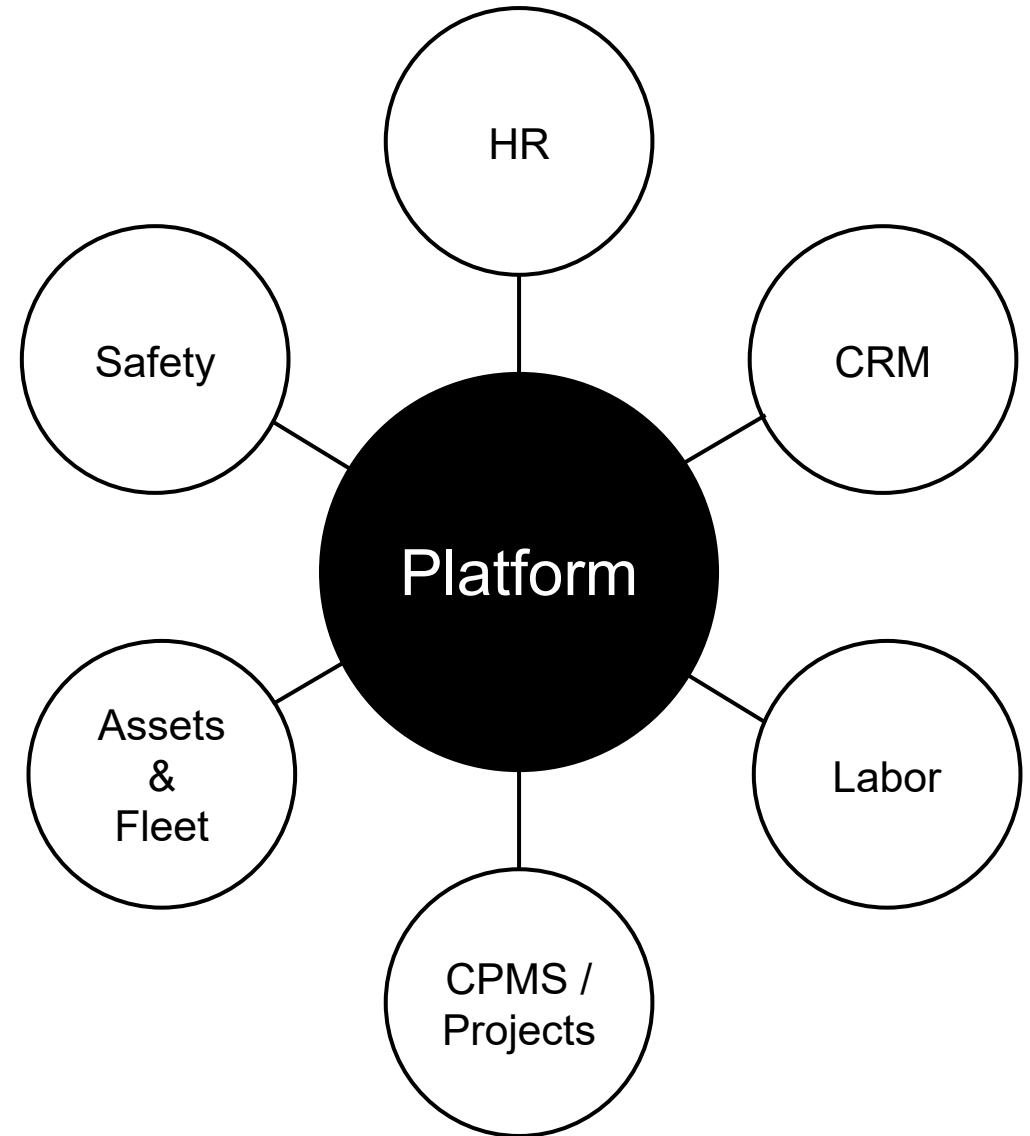 HR
Safety
CRM
Platform
Assets
&
Fleet
Labor
CPMS /
Projects